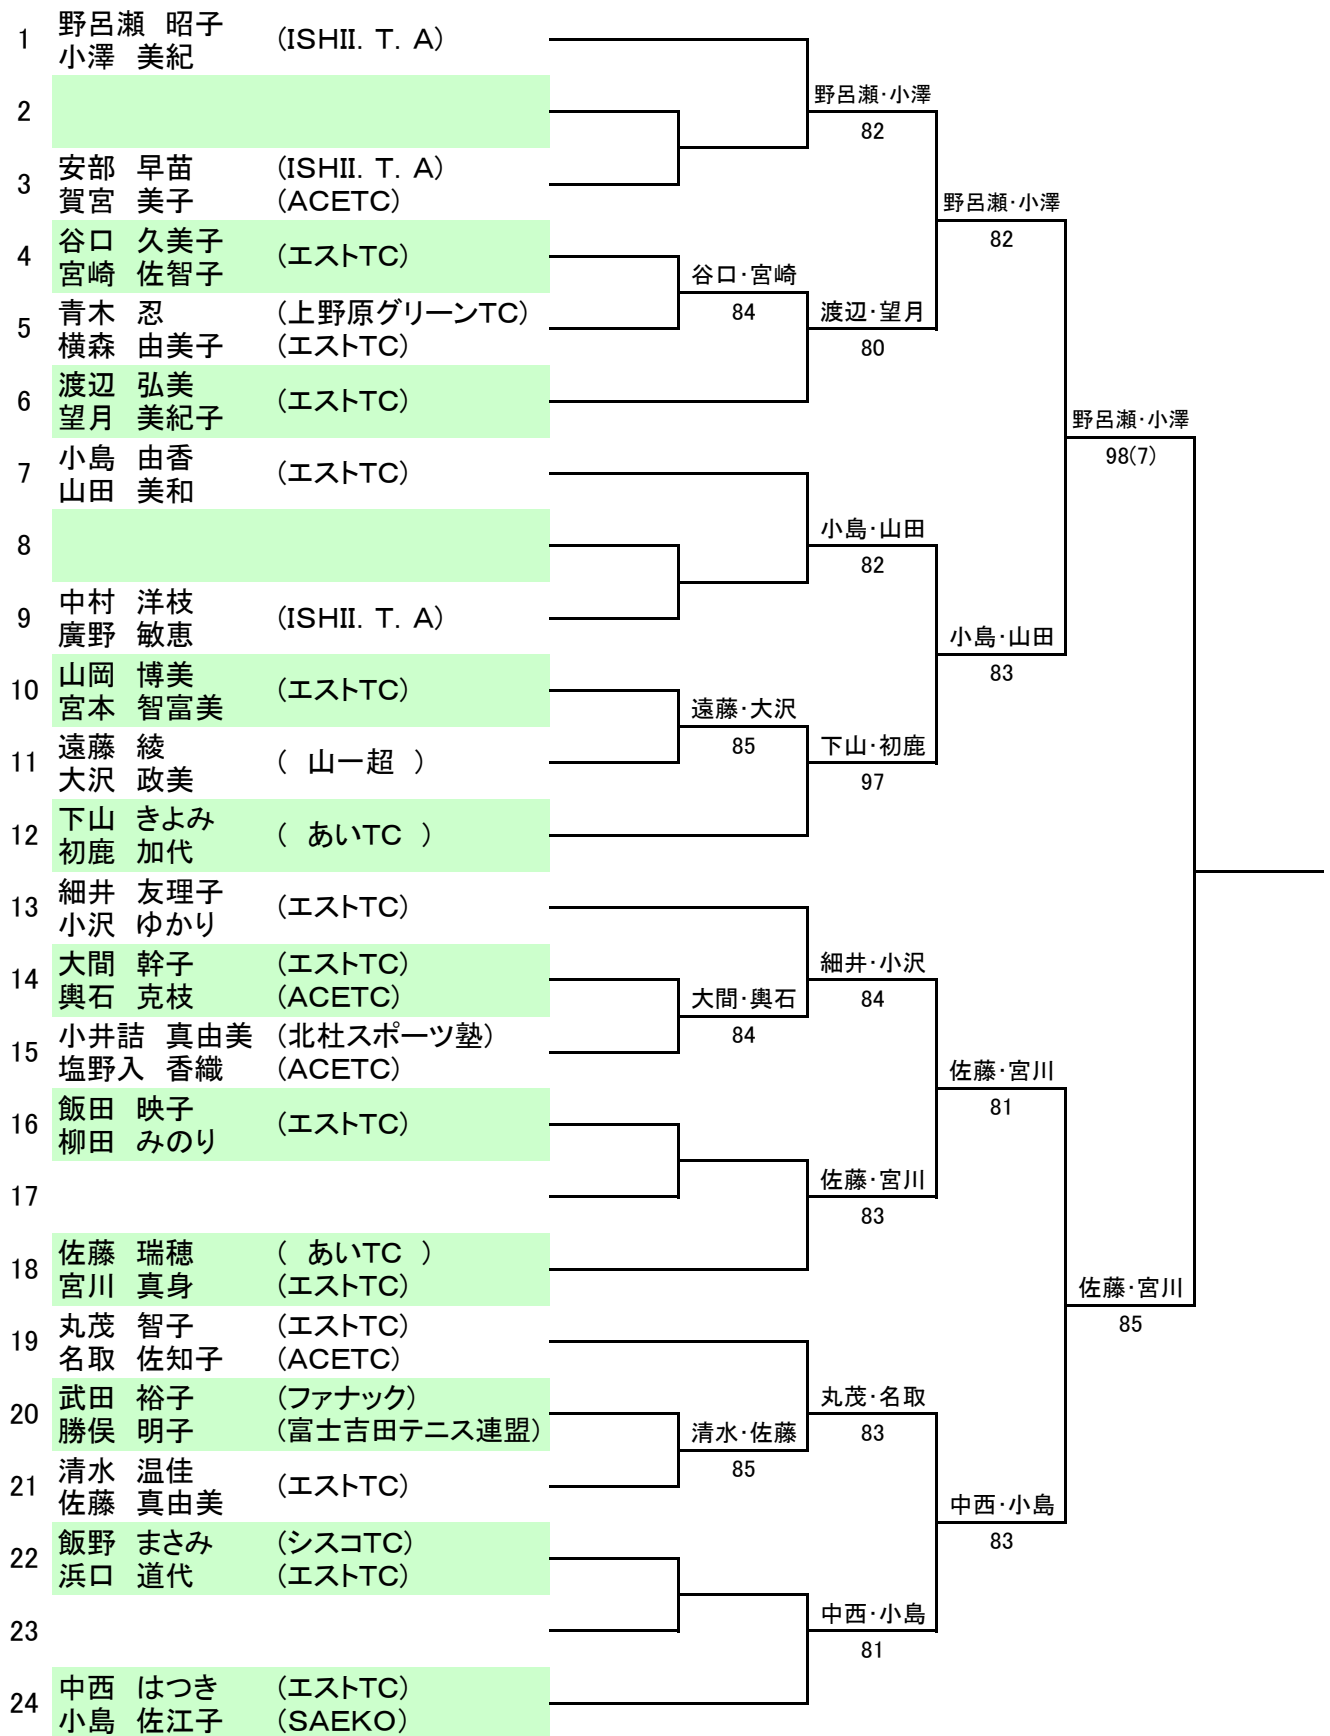 1 野呂瀬 昭子 (ISHII. T. A)
小澤 美紀
2
3 安部 早苗 (ISHII. T. A)
賀宮 美子 (ACETC)
4 谷口 久美子 (エストTC)
宮崎 佐智子
5 青木 忍 (上野原グリーンTC)
横森 由美子 (エストTC)
6 渡辺 弘美 (エストTC)
望月 美紀子
7 小島 由香 (エストTC)
山田 美和
8
9 中村 洋枝 (ISHII. T. A)
廣野 敏恵
10 山岡 博美 (エストTC)
宮本 智富美
11 遠藤 綾 ( 山一超 )
大沢 政美
12 下山 きよみ ( あいTC )
初鹿 加代
13 細井 友理子 (エストTC)
小沢 ゆかり
14 大間 幹子 (エストTC)
輿石 克枝 (ACETC)
15 小井詰 真由美 (北杜スポーツ塾)
塩野入 香織 (ACETC)
16 飯田 映子 (エストTC)
柳田 みのり
17
18 佐藤 瑞穂 ( あいTC )
宮川 真身 (エストTC)
19 丸茂 智子 (エストTC)
名取 佐知子 (ACETC)
20 武田 裕子 (ファナック)
勝俣 明子 (富士吉田テニス連盟)
21 清水 温佳 (エストTC)
佐藤 真由美
22 飯野 まさみ (シスコTC)
浜口 道代 (エストTC)
23
24 中西 はつき (エストTC)
小島 佐江子 (SAEKO)
谷口・宮崎
84
遠藤・大沢
85
大間・輿石
84
清水・佐藤
85
野呂瀬・小澤
82
渡辺・望月
80
小島・山田
82
下山・初鹿
97
細井・小沢
84
佐藤・宮川
83
丸茂・名取
83
中西・小島
81
野呂瀬・小澤
82
小島・山田
83
佐藤・宮川
81
中西・小島
83
野呂瀬・小澤
98(7)
佐藤・宮川
85